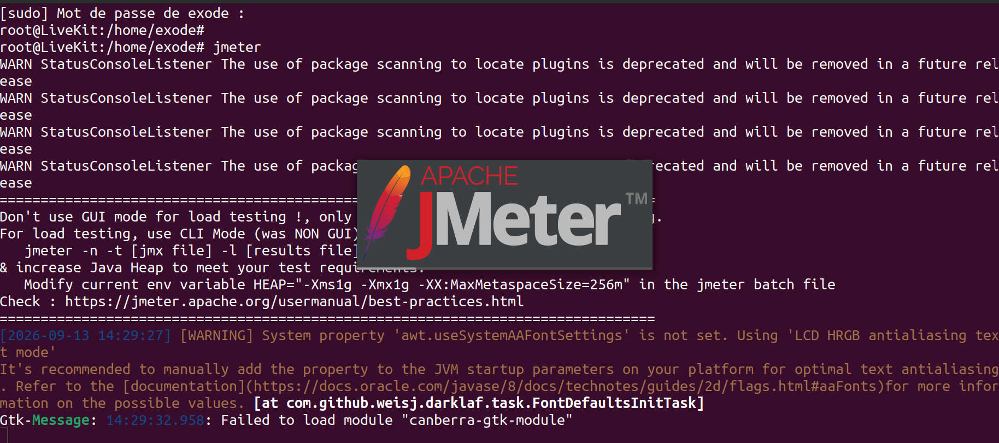 [sudo] Mot de passe de exode :
root@LiveKit:/home/exode#
root@LiveKit:/home/exode# jmeter
WARN StatusConsoleListener The use of package scanning to locate plugins is deprecated and will be removed in a future rel
ease
WARN StatusConsoleListener The use of package scanning to locate plugins is deprecated and will be removed in a future rel
ease
WARN StatusConsoleListener The use of package scanning to locate plugins is deprecated and will be removed in a future rel
ease
WARN StatusConsoleListener The use of packag recated and will be removed in a future rel
ease
APACHE
JMeter™
================================================================================
Don't use GUI mode for load testing !, only g.
For load testing, use CLI Mode (was NON GUI)
jmeter -n -t [jmx file] -l [results file]
& increase Java Heap to meet your test requirements.
Modify current env variable HEAP="-Xms1g -Xmx1g -XX:MaxMetaspaceSize=256m" in the jmeter batch file
Check : https://jmeter.apache.org/usermanual/best-practices.html
================================================================================
[2026-09-13 14:29:27] [WARNING] System property 'awt.useSystemAAFontSettings' is not set. Using 'LCD HRGB antialiasing tex
t mode'
It's recommended to manually add the property to the JVM startup parameters on your platform for optimal text antialiasing
. Refer to the [documentation](https://docs.oracle.com/javase/8/docs/technotes/guides/2d/flags.html#aaFonts)for more infor
mation on the possible values. [at com.github.weisj.darklaf.task.FontDefaultsInitTask]
Gtk-Message: 14:29:32.958: Failed to load module "canberra-gtk-module"